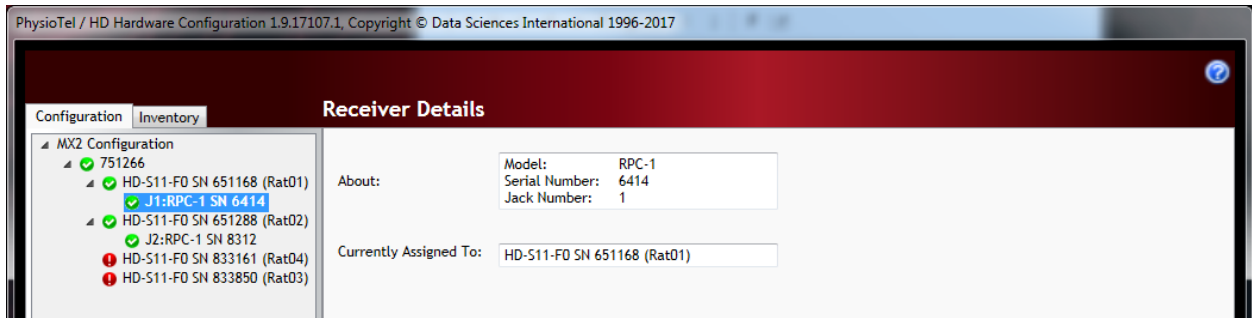 PhysioTel / HD Hardware Configuration 1.9.17107.1, Copyright © Data Sciences International 1996-2017
Receiver Details
Configuration Inventory
MX2 Configuration
751266
HD-S11-F0 SN 651168 (Rat01)
J1:RPC-1 SN 6414
HD-S11-F0 SN 651288 (Rat02)
J2:RPC-1 SN 8312
HD-S11-F0 SN 833161 (Rat04)
HD-S11-F0 SN 833850 (Rat03)
About:
Model: RPC-1
Serial Number: 6414
Jack Number: 1
Currently Assigned To: HD-S11-F0 SN 651168 (Rat01)